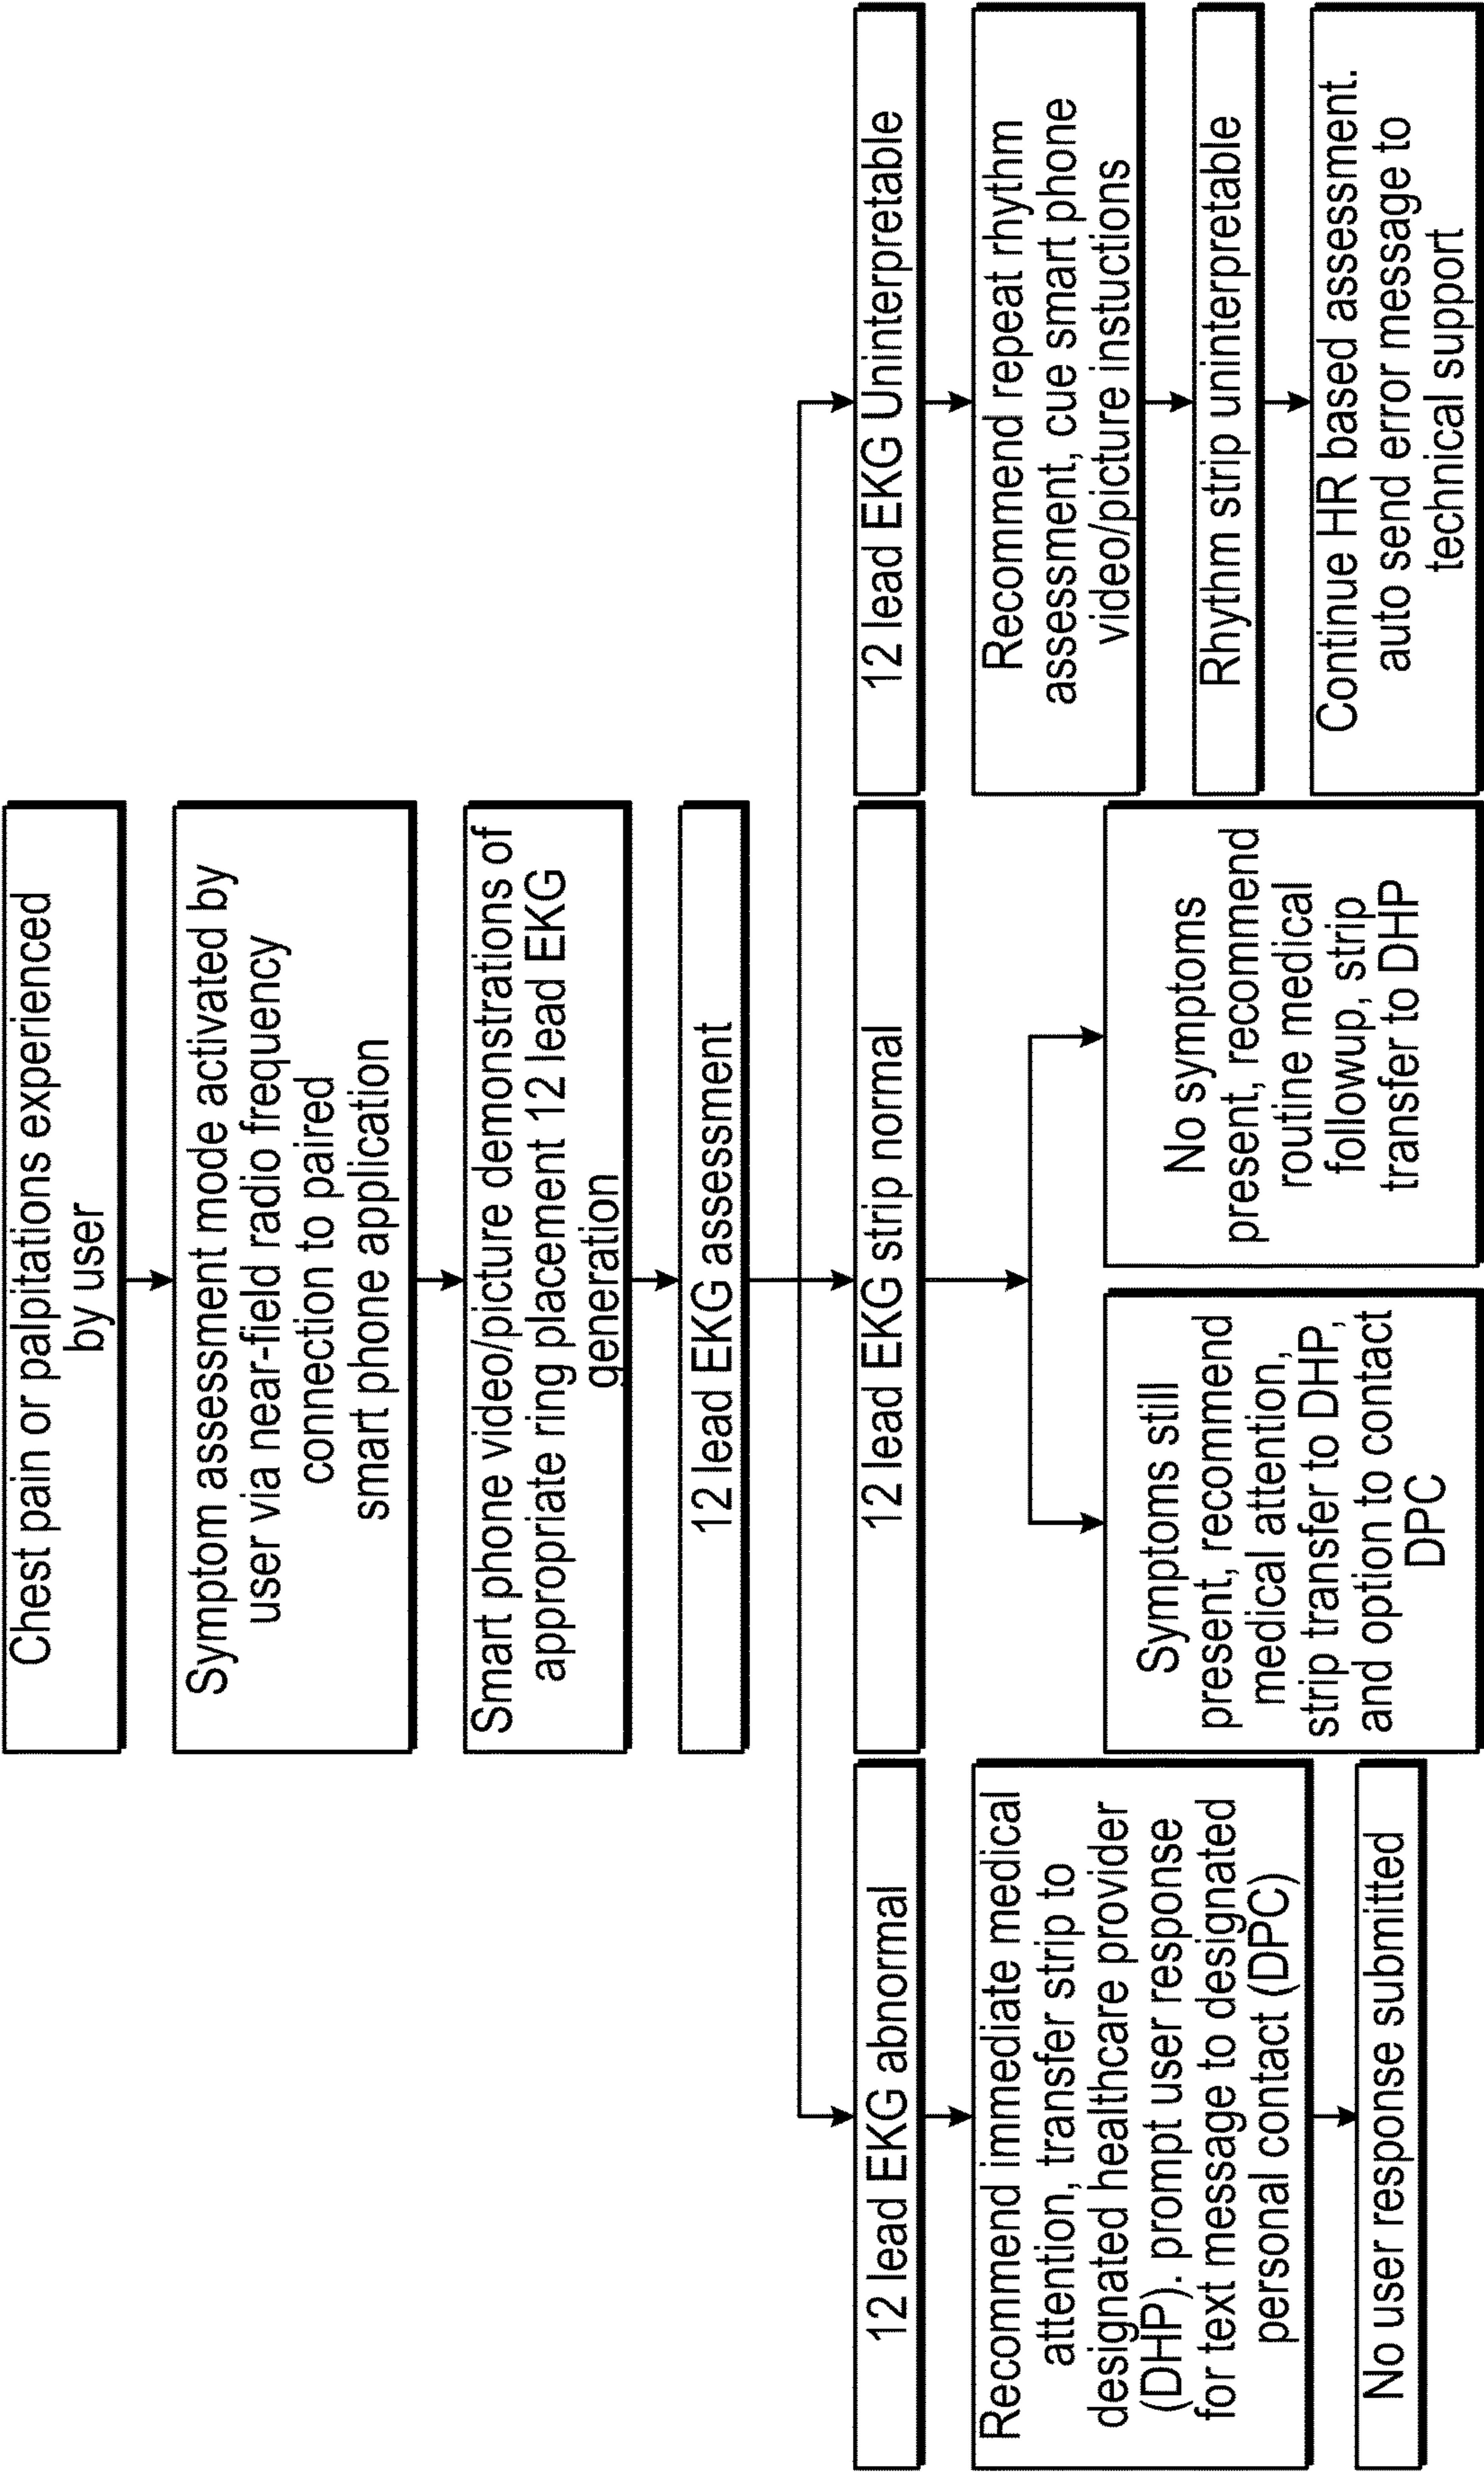 Chest pain or palpitations experienced
by user
Symptom assessment mode activated by
user via near-field radio frequency
connection to paired
smart phone application
Smart phone video/picture demonstrations of
appropriate ring placement 12 lead EKG
generation
12 lead EKG assessment
12 lead EKG abnormal
Recommend immediate medical
attention, transfer strip to
designated healthcare provider
(DHP). prompt user response
for text message to designated
personal contact (DPC)
No user response submitted
12 lead EKG strip normal
Symptoms still
present, recommend
medical attention,
strip transfer to DHP,
and option to contact
DPC
No symptoms
present, recommend
routine medical
followup, strip
transfer to DHP
12 lead EKG Uninterpretable
Recommend repeat rhythm
assessment, cue smart phone
video/picture instuctions
Rhythm strip uninterpretable
Continue HR based assessment.
auto send error message to
technical support